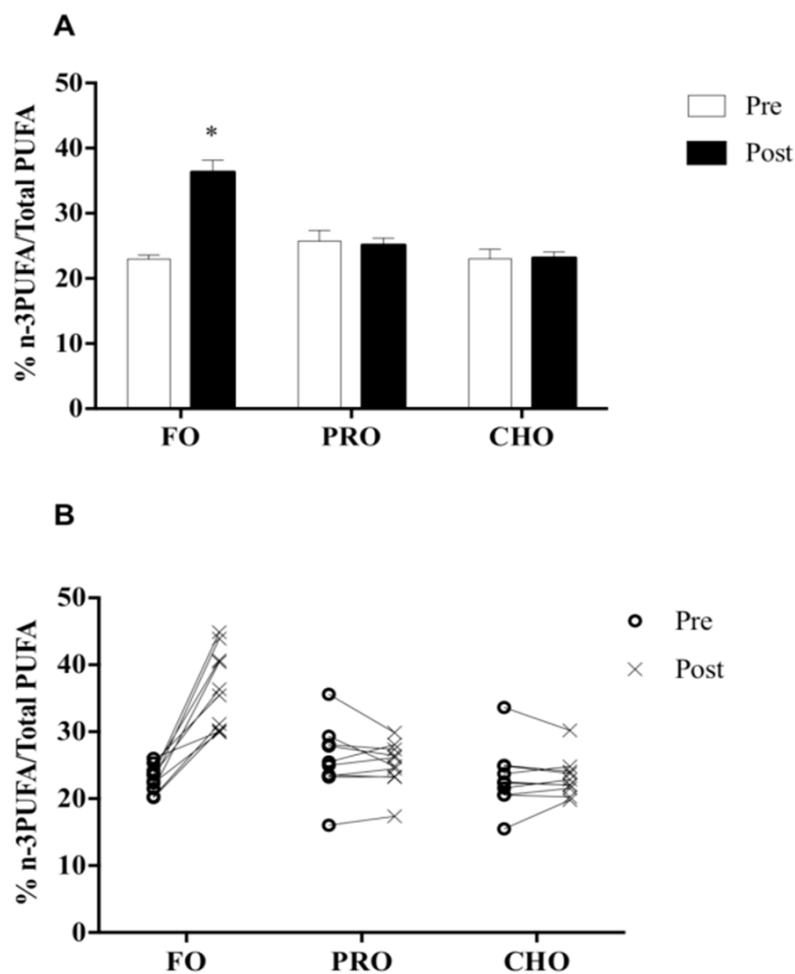 A
% n-3PUFA/Total PUFA
50
40
30
20
10
0
*
FO PRO CHO
Pre
Post
B
% n-3PUFA/Total PUFA
50
40
30
20
10
0
FO PRO CHO
Pre
Post